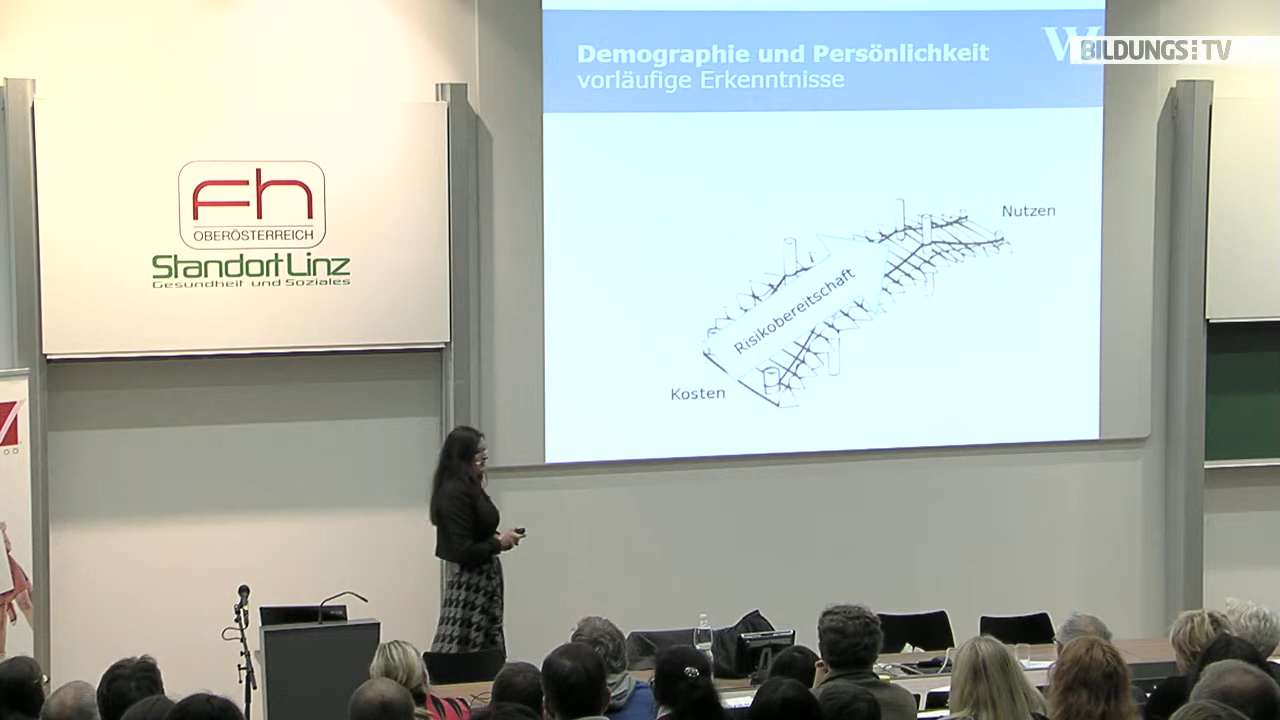 Demographie und Persönlichkeit
vorläufige Erkenntnisse
W
BILDUNGS TV
Nutzen
Risikobereitschaft
Kosten
fh
OBERÖSTERREICH
Standort Linz
Gesundheit und Soziales